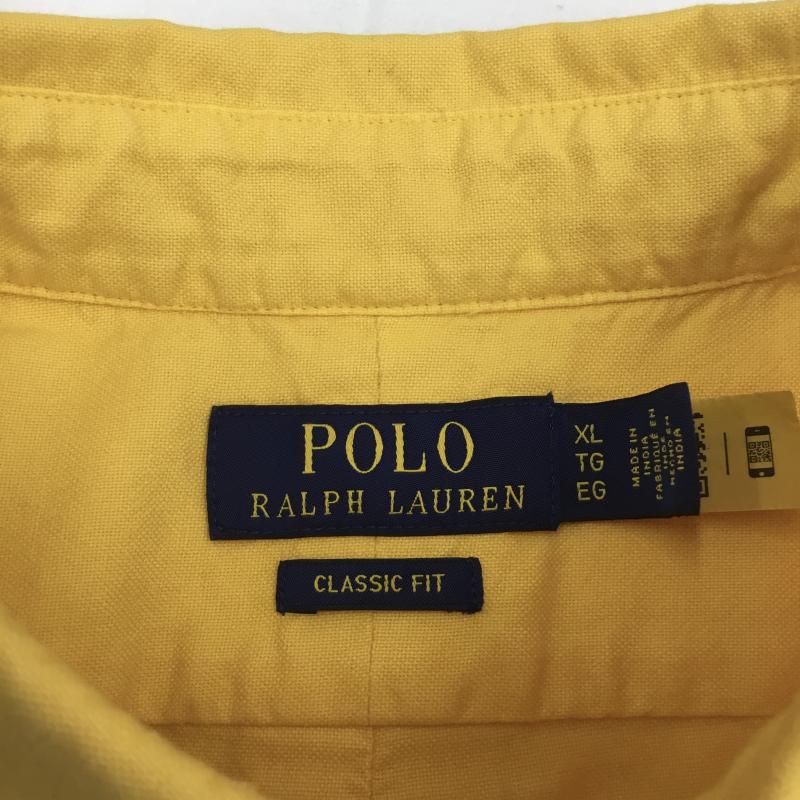 POLO
RALPH LAUREN
CLASSIC FIT
XL
TG
EG
MADE IN
INDIA
FABRIQUÉ EN
INDE
HECHO EN
INDIA